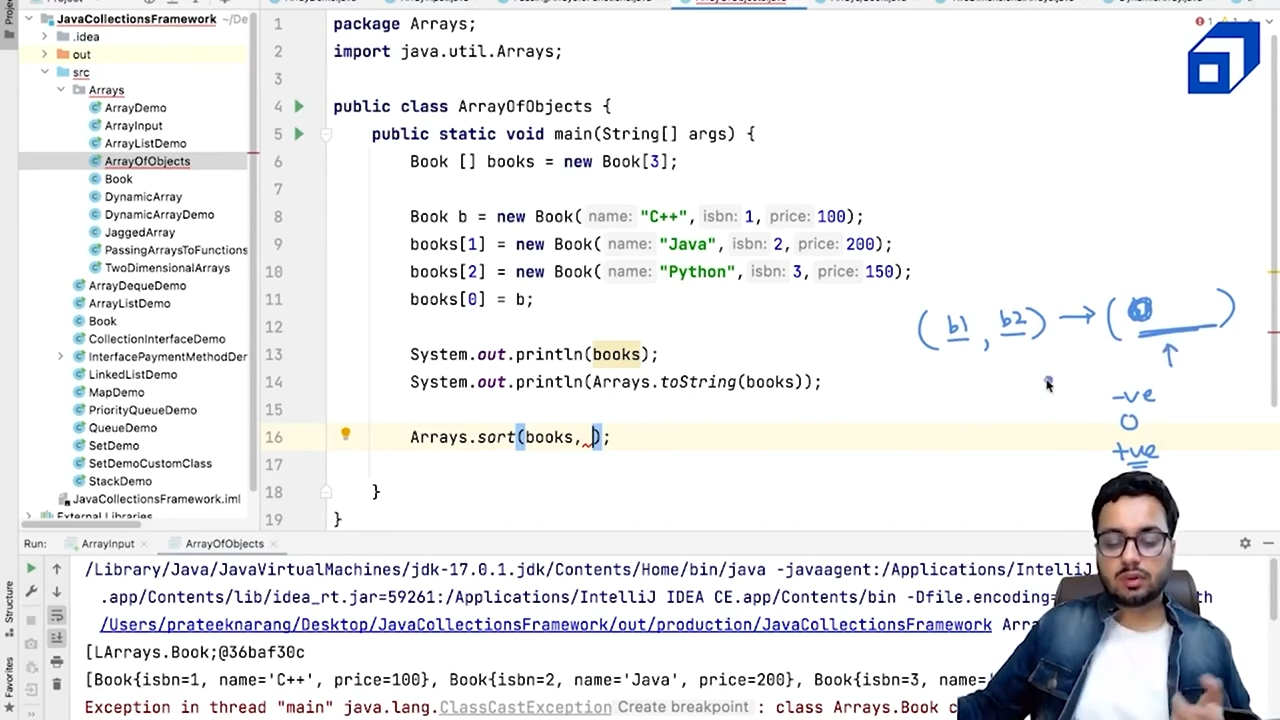 JavaCollectionsFramework ~/De
.idea
out
src
Arrays
ArrayDemo
ArrayInput
ArrayListDemo
ArrayOfObjects
Book
DynamicArray
DynamicArrayDemo
JaggedArray
PassingArraysToFunctions
TwoDimensionalArrays
ArrayDequeDemo
ArrayListDemo
Book
CollectionInterfaceDemo
InterfacePaymentMethodDer
LinkedListDemo
MapDemo
PriorityQueueDemo
QueueDemo
SetDemo
SetDemoCustomClass
StackDemo
JavaCollectionsFramework.iml
External Libraries
1 package Arrays;
2 import java.util.Arrays;
3
4 public class ArrayOfObjects {
5 public static void main(String[] args) {
6 Book [] books = new Book[3];
7
8 Book b = new Book( name: "C++", isbn: 1, price: 100);
9 books[1] = new Book( name: "Java", isbn: 2, price: 200);
10 books[2] = new Book( name: "Python", isbn: 3, price: 150);
11 books[0] = b;
12
13 System.out.println(books);
14 System.out.println(Arrays.toString(books));
15
16 Arrays.sort(books, );
17
18 }
19 }
(b1, b2) → ( )
-ve
0
+ve
Run: ArrayInput ArrayOfObjects
/Library/Java/JavaVirtualMachines/jdk-17.0.1.jdk/Contents/Home/bin/java -javaagent:/Applications/IntelliJ
.app/Contents/lib/idea_rt.jar=59261:/Applications/IntelliJ IDEA CE.app/Contents/bin -Dfile.encoding=
/Users/prateeknarang/Desktop/JavaCollectionsFramework/out/production/JavaCollectionsFramework Arr
[LArrays.Book;@36baf30c
[Book{isbn=1, name='C++', price=100}, Book{isbn=2, name='Java', price=200}, Book{isbn=3, name='
Exception in thread "main" java.lang.ClassCastException Create breakpoint : class Arrays.Book c
Structure
Favorites